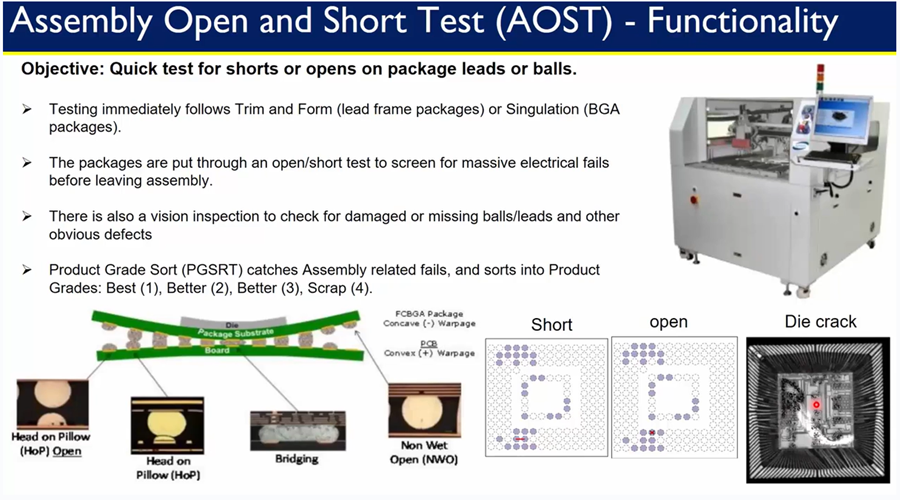 Assembly Open and Short Test (AOST) - Functionality
Objective: Quick test for shorts or opens on package leads or balls.
Testing immediately follows Trim and Form (lead frame packages) or Singulation (BGA
packages).
The packages are put through an open/short test to screen for massive electrical fails
before leaving assembly.
There is also a vision inspection to check for damaged or missing balls/leads and other
obvious defects
Product Grade Sort (PGSRT) catches Assembly related fails, and sorts into Product
Grades: Best (1), Better (2), Better (3), Scrap (4).
Die
Package Substrate
Board
FCBGA Package
Concave (-) Warpage
PCB
Convex (+) Warpage
Head on Pillow
(HoP) Open
Head on
Pillow (HoP)
Bridging
Non Wet
Open (NWO)
Short
open
Die crack